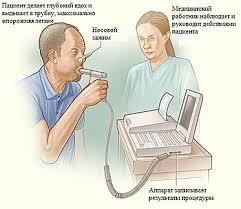 Пациент делает глубокий вдох и
выдыхает в трубку, максимально
опорожняя легкие
Носовой
зажим
Медицинский
работник наблюдает и
руководит действиями
пациента
Аппарат записывает
результаты процедуры